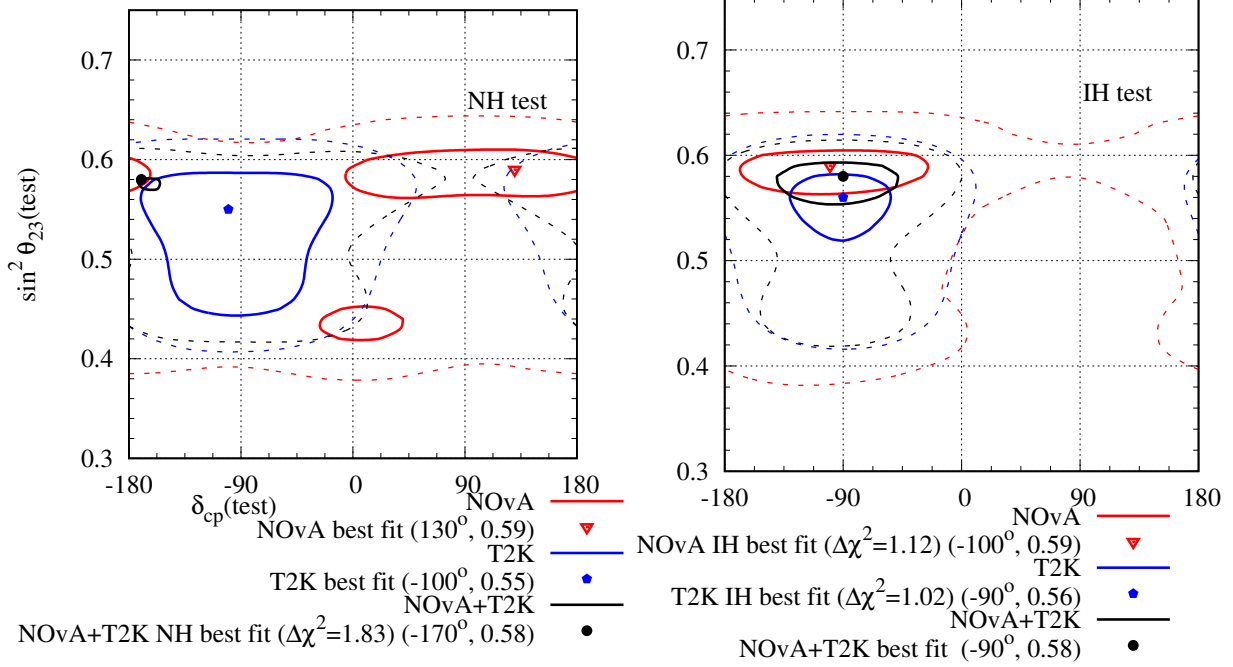 0.7
0.6
0.5
0.4
0.3
sin² θ₂₃(test)
NH test
-180
-90
0
90
180
δcp(test)
NOvA
NOvA best fit (130°, 0.59)
T2K
T2K best fit (-100°, 0.55)
NOvA+T2K
NOvA+T2K NH best fit (Δχ²=1.83) (-170°, 0.58)
0.7
0.6
0.5
0.4
0.3
IH test
-180
-90
0
90
180
NOvA
NOvA IH best fit (Δχ²=1.12) (-100°, 0.59)
T2K
T2K IH best fit (Δχ²=1.02) (-90°, 0.56)
NOvA+T2K
NOvA+T2K best fit (-90°, 0.58)